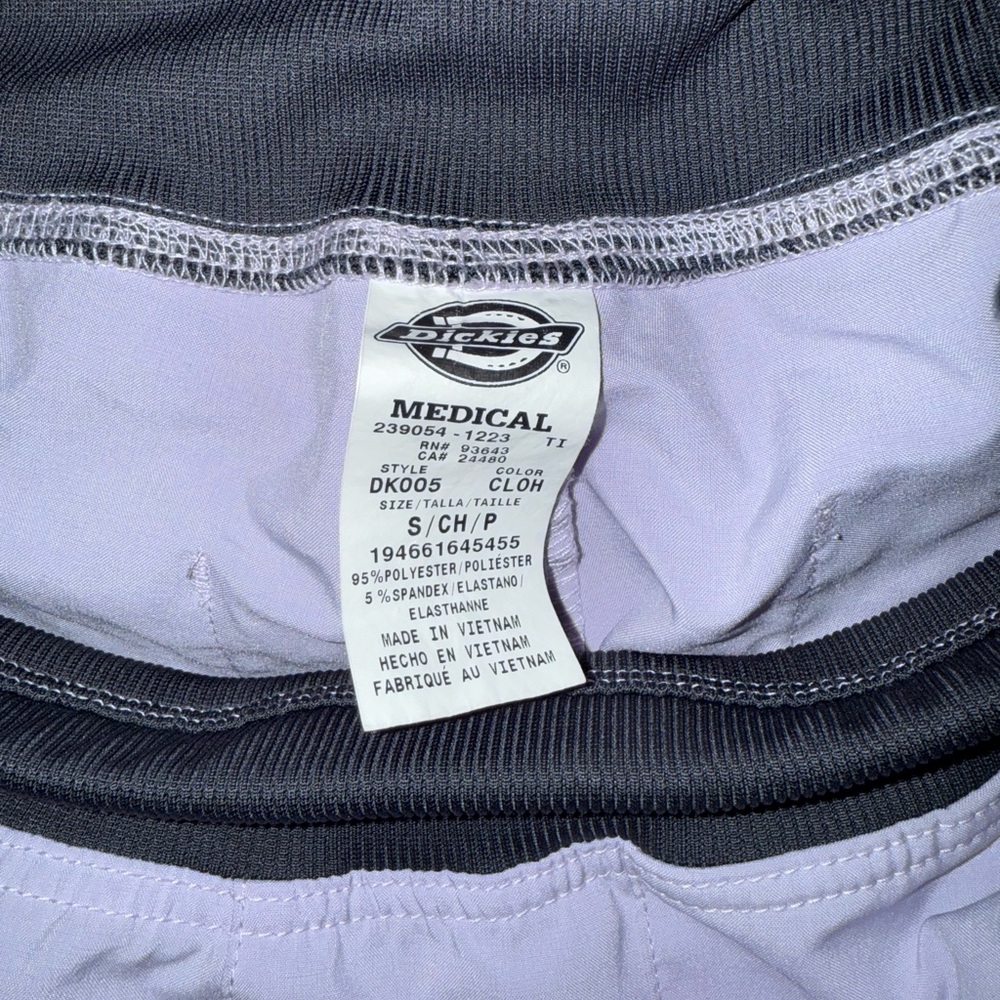 Dickies
®
MEDICAL
239054-1223 TI
RN# 93643
CA# 24480
STYLE COLOR
DK005 CLOH
SIZE/TALLA/TAILLE
S/CH/P
194661645455
95%POLYESTER/POLIÉSTER
5%SPANDEX/ELASTANO/
ELASTHANNE
MADE IN VIETNAM
HECHO EN VIETNAM
FABRIQUÉ AU VIETNAM